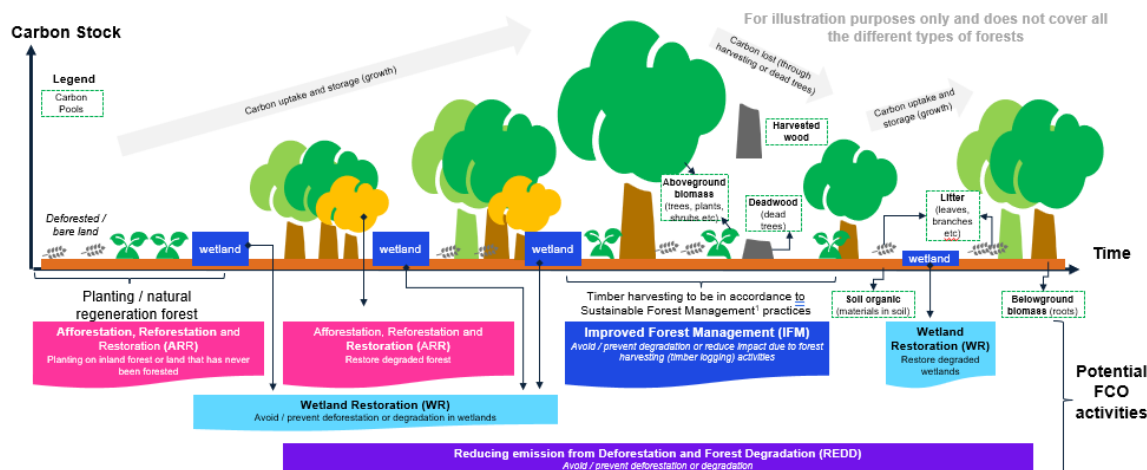 For illustration purposes only and does not cover all
the different types of forests
Carbon Stock
Legend
Carbon
Pools
Carbon uptake and storage (growth)
Carbon lost (through
harvesting or dead trees)
Carbon uptake and
storage (growth)
Harvested
wood
Aboveground
biomass
(trees, plants,
shrubs etc)
Deadwood
(dead
trees)
Litter
(leaves,
branches
etc)
Deforested /
bare land
wetland
wetland
wetland
wetland
Time
Planting / natural
regeneration forest
Timber harvesting to be in accordance to
Sustainable Forest Management¹ practices
Soil organic
(materials in soil)
Belowground
biomass (roots)
Afforestation, Reforestation and
Restoration (ARR)
Planting on inland forest or land that has never
been forested
Afforestation, Reforestation and
Restoration (ARR)
Restore degraded forest
Improved Forest Management (IFM)
Avoid / prevent degradation or reduce impact due to forest
harvesting (timber logging) activities
Wetland
Restoration (WR)
Restore degraded
wetlands
Wetland Restoration (WR)
Avoid / prevent deforestation or degradation in wetlands
Potential
FCO
activities
Reducing emission from Deforestation and Forest Degradation (REDD)
Avoid / prevent deforestation or degradation